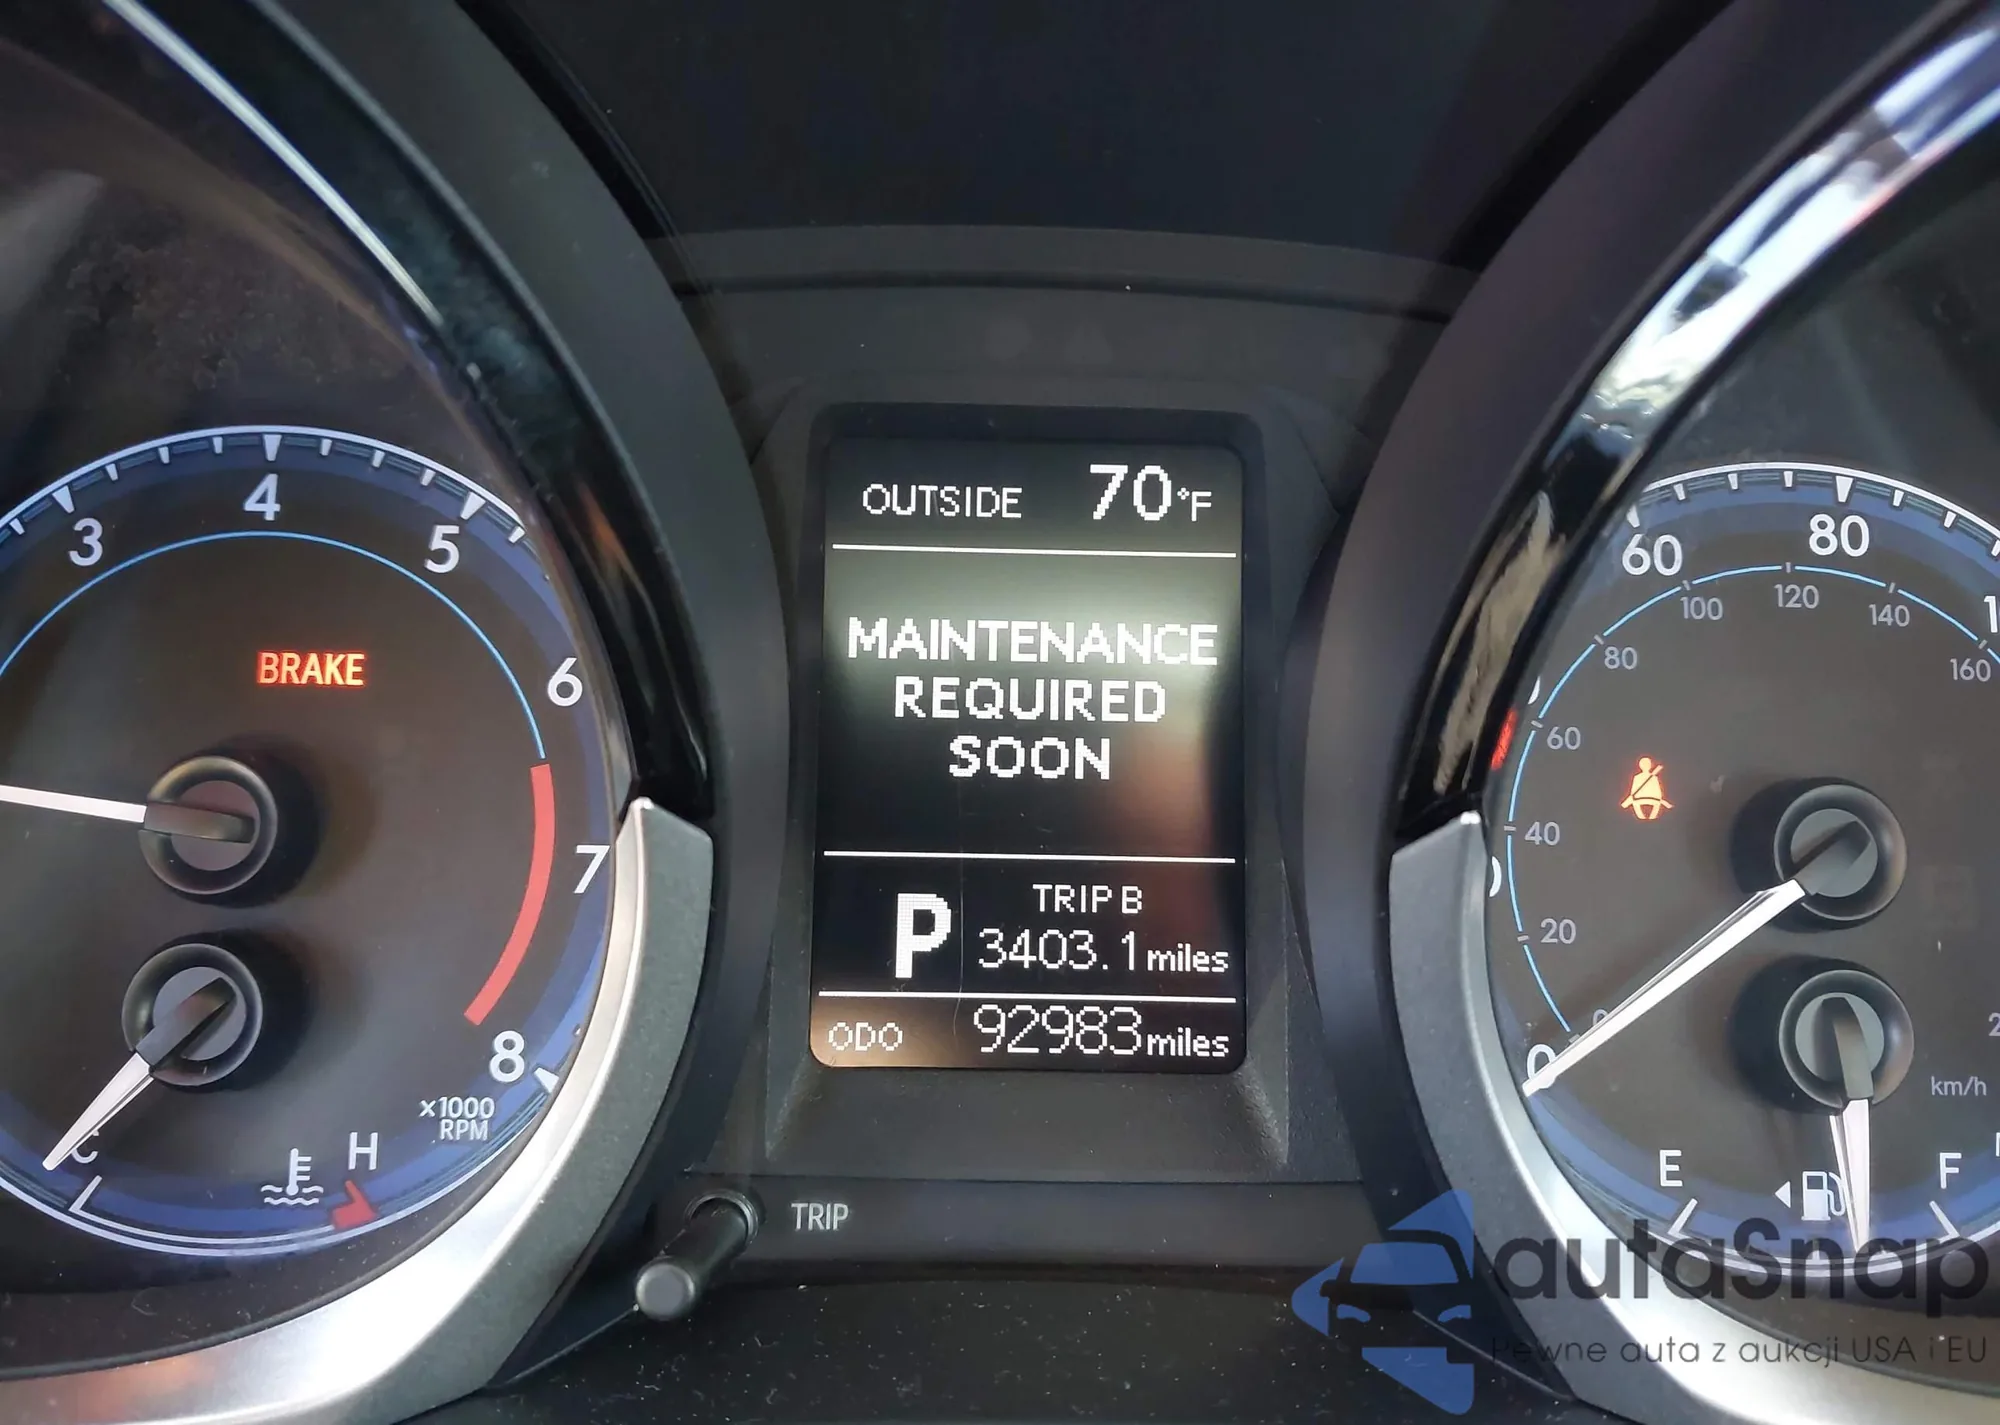 OUTSIDE 70°F
MAINTENANCE
REQUIRED
SOON
P
TRIP B
3403.1 miles
ODO 92983 miles
3
4
5
6
7
8
x1000
RPM
BRAKE
C
H
TRIP
0
60
80
0
20
40
60
80
100
120
140
160
km/h
E
F
autaSnap
Pewne auta z aukcji USA i EU